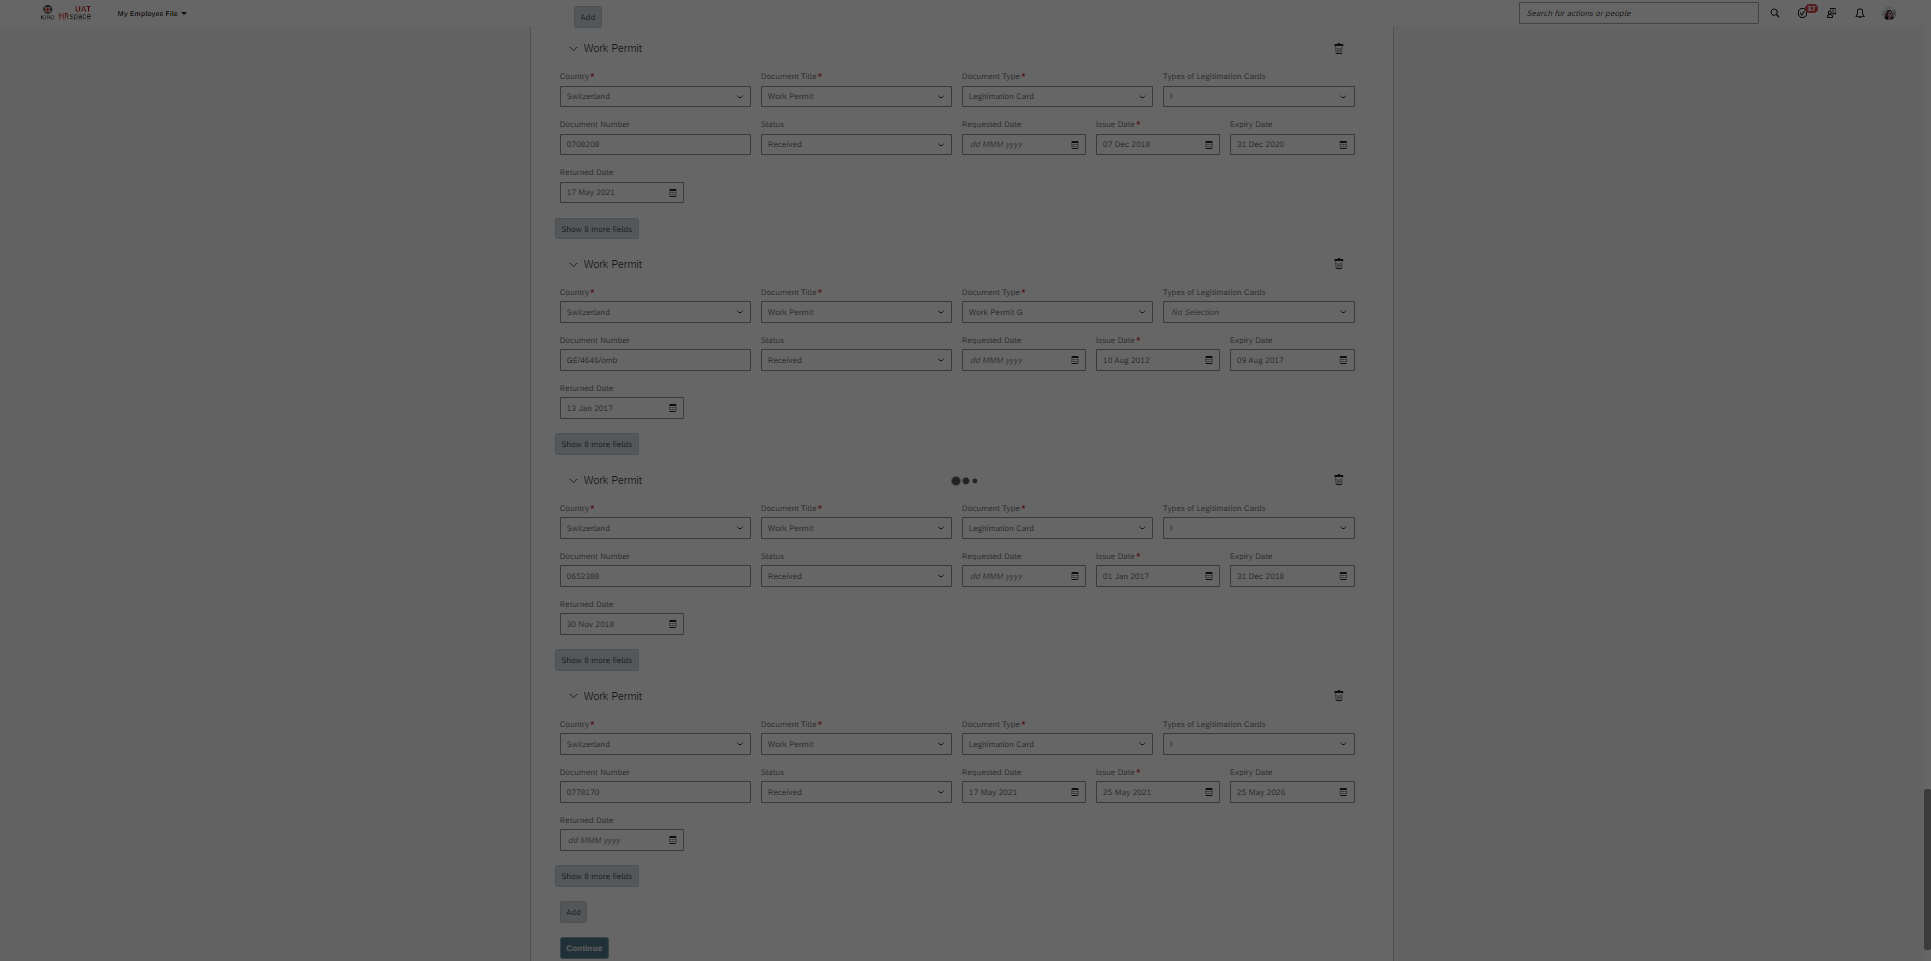 UAT
ICRC HRspace
My Employee File
Add
Search for actions or people
37
Work Permit
Country* Document Title* Document Type* Types of Legitimation Cards
Switzerland Work Permit Legitimation Card I
Document Number Status Requested Date Issue Date* Expiry Date
0708208 Received dd MMM yyyy 07 Dec 2018 31 Dec 2020
Returned Date
17 May 2021
Show 8 more fields
Work Permit
Country* Document Title* Document Type* Types of Legitimation Cards
Switzerland Work Permit Work Permit G No Selection
Document Number Status Requested Date Issue Date* Expiry Date
GE/4646/omb Received dd MMM yyyy 10 Aug 2012 09 Aug 2017
Returned Date
13 Jan 2017
Show 8 more fields
Work Permit
Country* Document Title* Document Type* Types of Legitimation Cards
Switzerland Work Permit Legitimation Card I
Document Number Status Requested Date Issue Date* Expiry Date
0652388 Received dd MMM yyyy 01 Jan 2017 31 Dec 2018
Returned Date
30 Nov 2018
Show 8 more fields
Work Permit
Country* Document Title* Document Type* Types of Legitimation Cards
Switzerland Work Permit Legitimation Card I
Document Number Status Requested Date Issue Date* Expiry Date
0778170 Received 17 May 2021 25 May 2021 25 May 2026
Returned Date
dd MMM yyyy
Show 8 more fields
Add
Continue